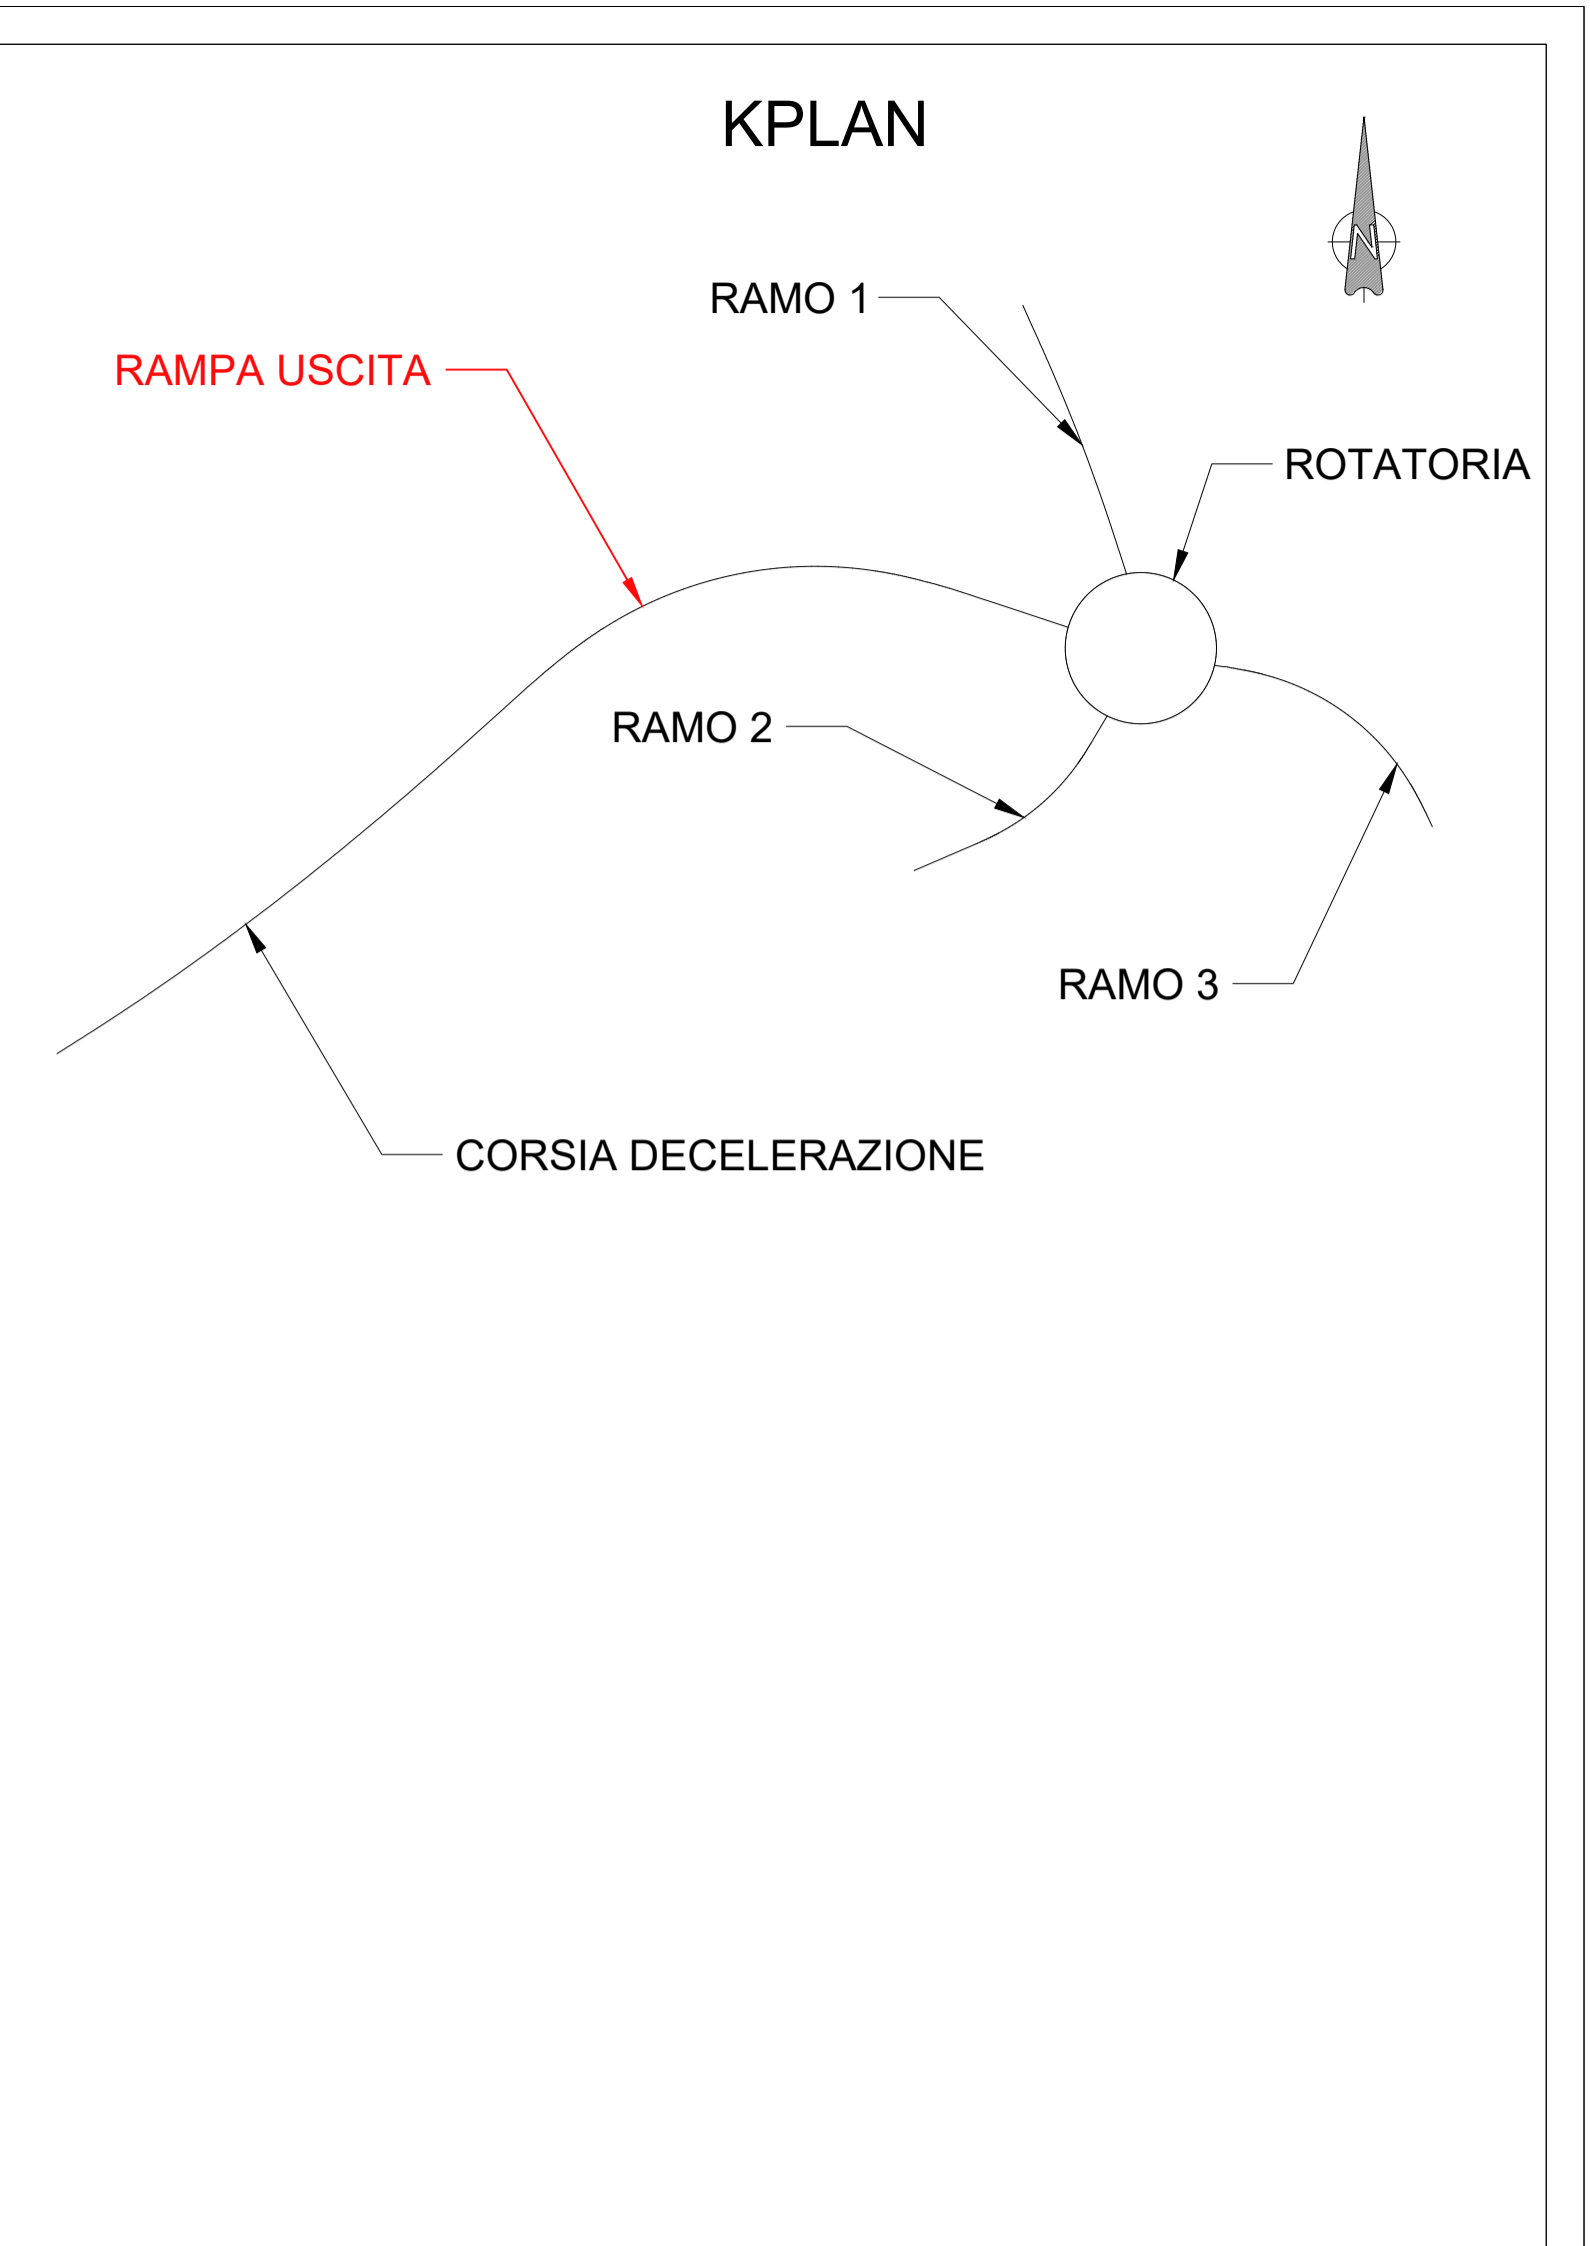 KPLAN
N
RAMO 1
RAMPA USCITA
ROTATORIA
RAMO 2
RAMO 3
CORSIA DECELERAZIONE